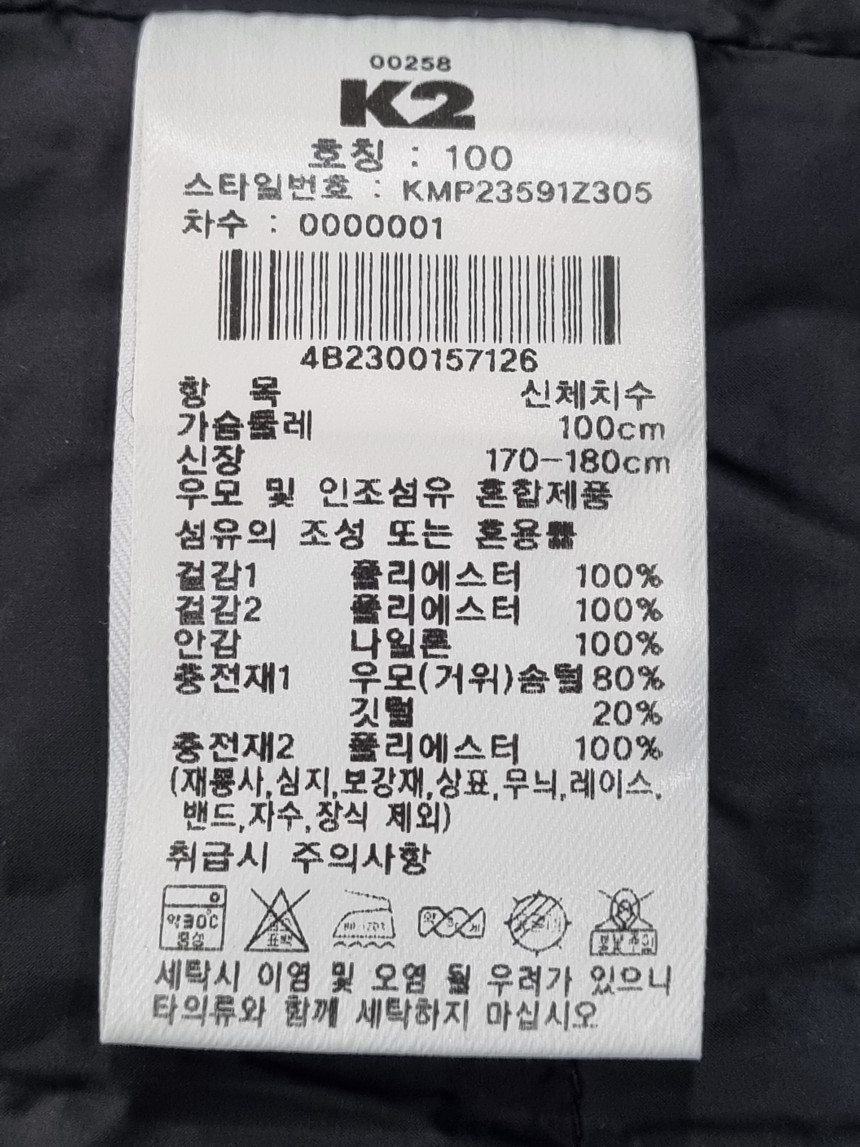 00258
K2
호칭 : 100
스타일번호 : KMP23591Z305
차수 : 0000001
4B2300157126
항 목 신체치수
가슴둘레 100cm
신장 170-180cm
우모 및 인조섬유 혼합제품
섬유의 조성 또는 혼용률
겉감1 폴리에스터 100%
겉감2 폴리에스터 100%
안감 나일론 100%
충전재1 우모(거위)솜털 80%
깃털 20%
충전재2 폴리에스터 100%
(재봉사,심지,보강재,상표,무늬,레이스,
밴드,자수,장식 제외)
취급시 주의사항
약30℃
중성
표백
세탁시 이염 및 오염 될 우려가 있으니
타의류와 함께 세탁하지 마십시오